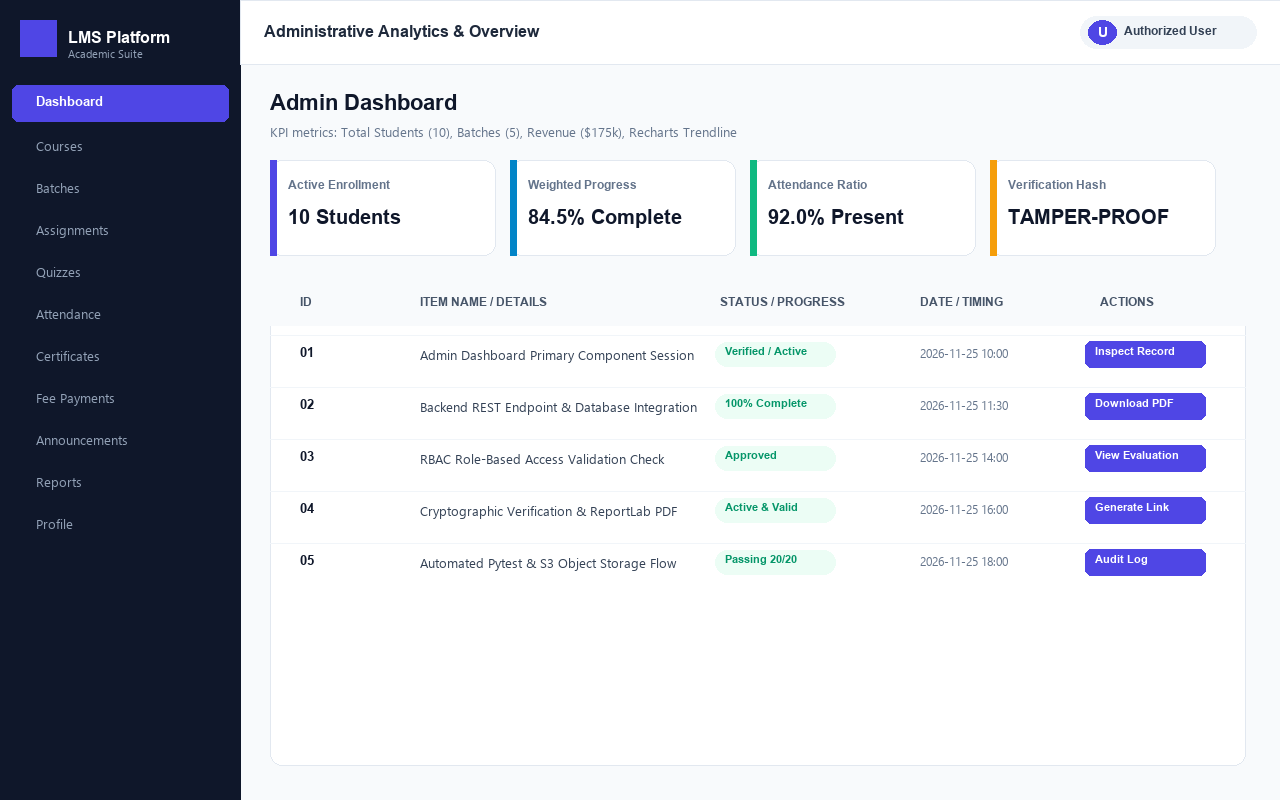 LMS Platform
Academic Suite
Dashboard
Courses
Batches
Assignments
Quizzes
Attendance
Certificates
Fee Payments
Announcements
Reports
Profile
Administrative Analytics & Overview
U Authorized User
Admin Dashboard
KPI metrics: Total Students (10), Batches (5), Revenue ($175k), Recharts Trendline
Active Enrollment
10 Students
Weighted Progress
84.5% Complete
Attendance Ratio
92.0% Present
Verification Hash
TAMPER-PROOF
ID ITEM NAME / DETAILS STATUS / PROGRESS DATE / TIMING ACTIONS
01 Admin Dashboard Primary Component Session Verified / Active 2026-11-25 10:00 Inspect Record
02 Backend REST Endpoint & Database Integration 100% Complete 2026-11-25 11:30 Download PDF
03 RBAC Role-Based Access Validation Check Approved 2026-11-25 14:00 View Evaluation
04 Cryptographic Verification & ReportLab PDF Active & Valid 2026-11-25 16:00 Generate Link
05 Automated Pytest & S3 Object Storage Flow Passing 20/20 2026-11-25 18:00 Audit Log